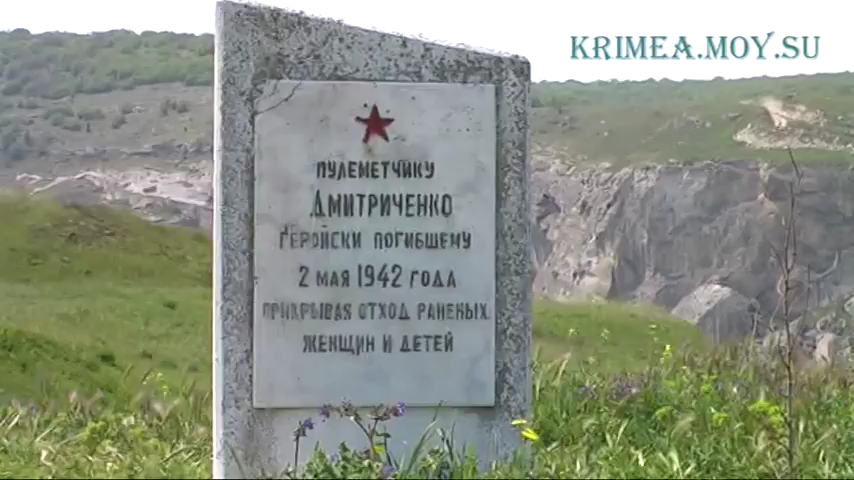 KRIMEA.MOY.SU
ПУЛЕМЕТЧИКУ
ДМИТРИЧЕНКО
ГЕРОЙСКИ ПОГИБШЕМУ
2 МАЯ 1942 ГОДА
ПРИКРЫВАЯ ОТХОД РАНЕНЫХ
ЖЕНЩИН И ДЕТЕЙ